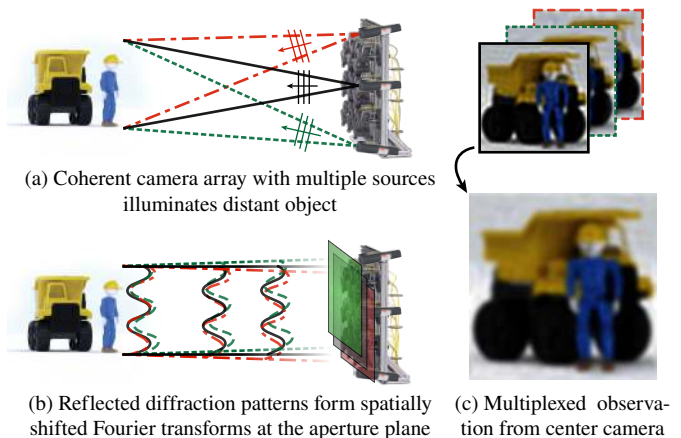 (a) Coherent camera array with multiple sources
illuminates distant object
(b) Reflected diffraction patterns form spatially
shifted Fourier transforms at the aperture plane
(c) Multiplexed observa-
tion from center camera